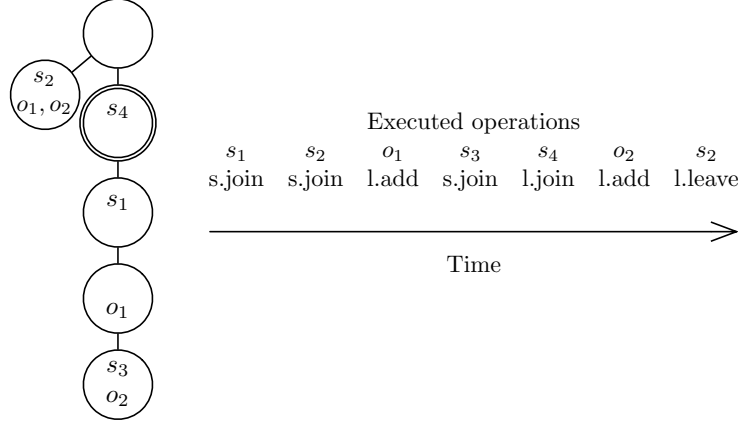 s₂
o₁, o₂
s₄
s₁
o₁
s₃
o₂
Executed operations
s₁ s₂ o₁ s₃ s₄ o₂ s₂
s.join s.join l.add s.join l.join l.add l.leave
Time